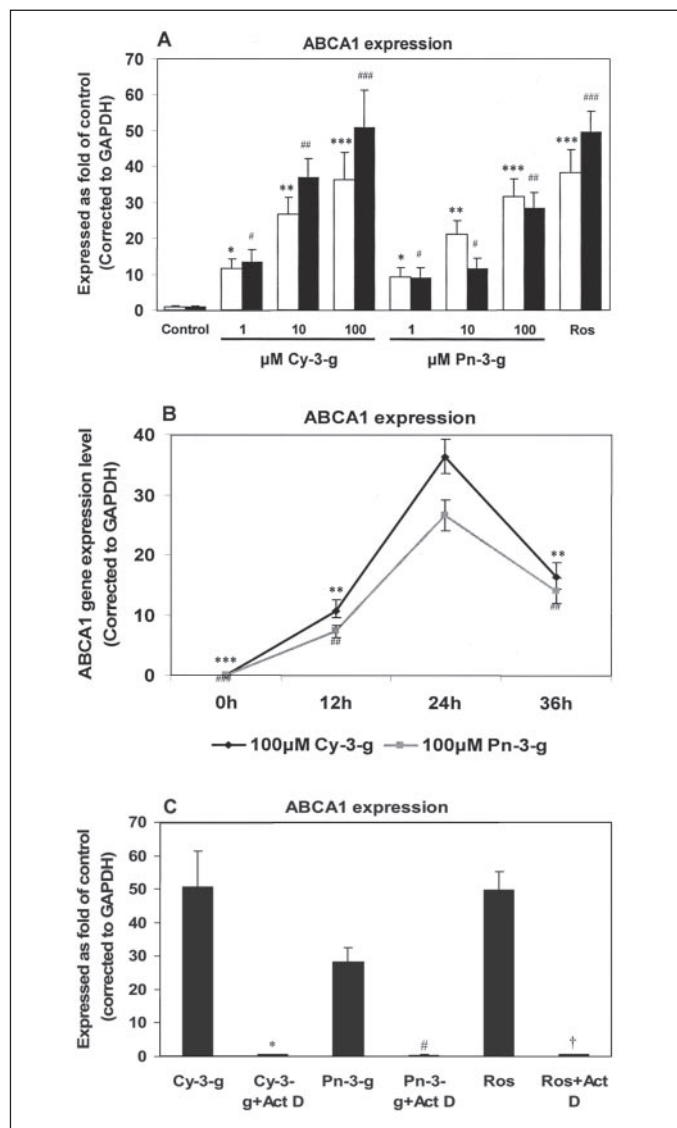 A
ABCA1 expression
Expressed as fold of control
(Corrected to GAPDH)
70
60
50
40
30
20
10
0
*
#
**
##
***
###
*
#
**
#
***
##
***
###
Control
1
10
100
1
10
100
Ros
µM Cy-3-g
µM Pn-3-g
B
ABCA1 expression
ABCA1 gene expression level
(Corrected to GAPDH)
40
30
20
10
0
***
###
**
##
**
##
0h
12h
24h
36h
100µM Cy-3-g
100µM Pn-3-g
C
ABCA1 expression
Expressed as fold of control
(corrected to GAPDH)
70
60
50
40
30
20
10
0
*
#
†
Cy-3-g
Cy-3-
g+Act D
Pn-3-g
Pn-3-
g+Act D
Ros
Ros+Act
D